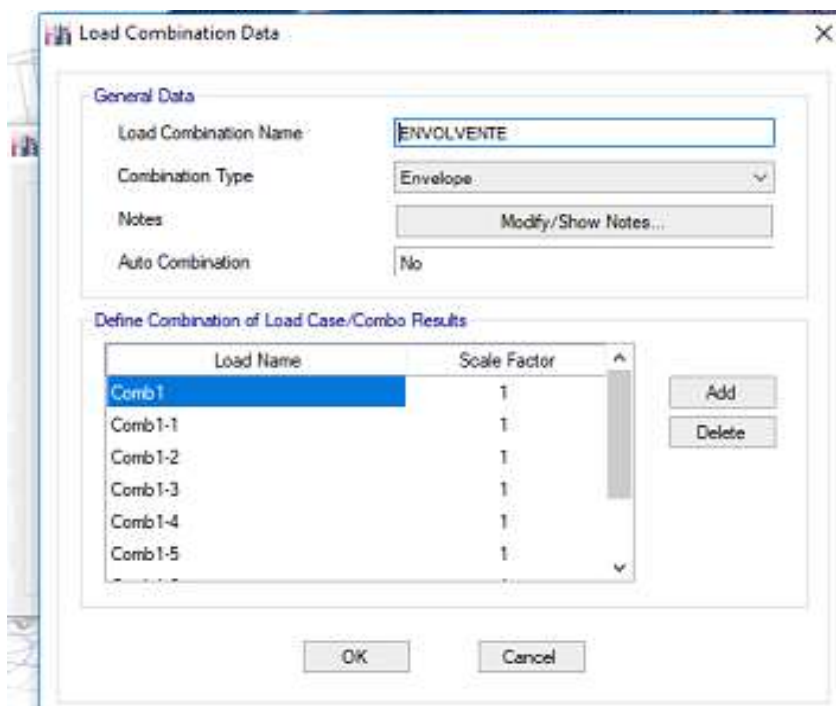 Load Combination Data
General Data
Load Combination Name ENVOLVENTE
Combination Type Envelope
Notes Modify/Show Notes...
Auto Combination No
Define Combination of Load Case/Combo Results
Load Name Scale Factor
Comb1 1 Add
Comb1-1 1 Delete
Comb1-2 1
Comb1-3 1
Comb1-4 1
Comb1-5 1
OK Cancel